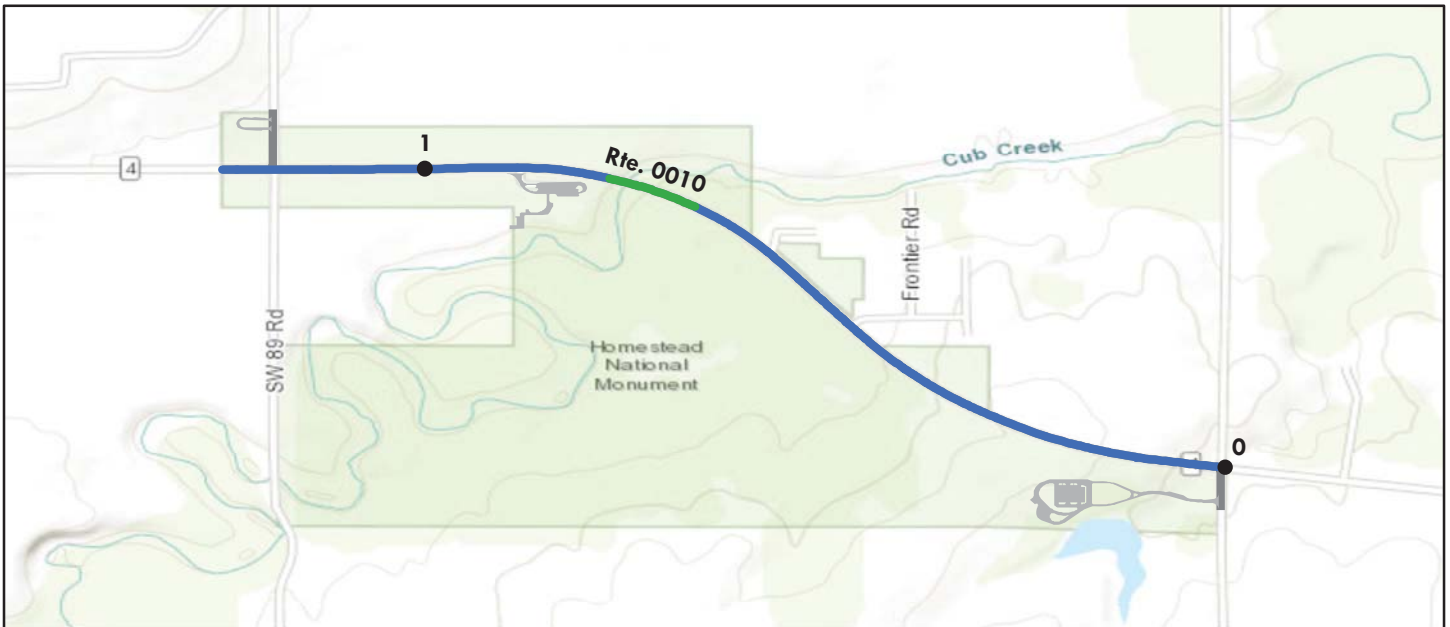 1
4
Rte. 0010
Cub Creek
Frontier Rd
SW 89 Rd
Homestead
National
Monument
0